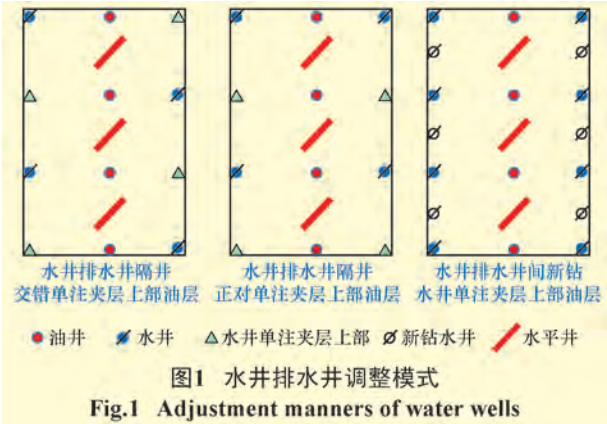 水井排水井隔井
交错单注夹层上部油层
水井排水井隔井
正对单注夹层上部油层
水井排水井间新钻
水井单注夹层上部油层
油井 水井 水井单注夹层上部 新钻水井 水平井
图1 水井排水井调整模式
Fig.1 Adjustment manners of water wells